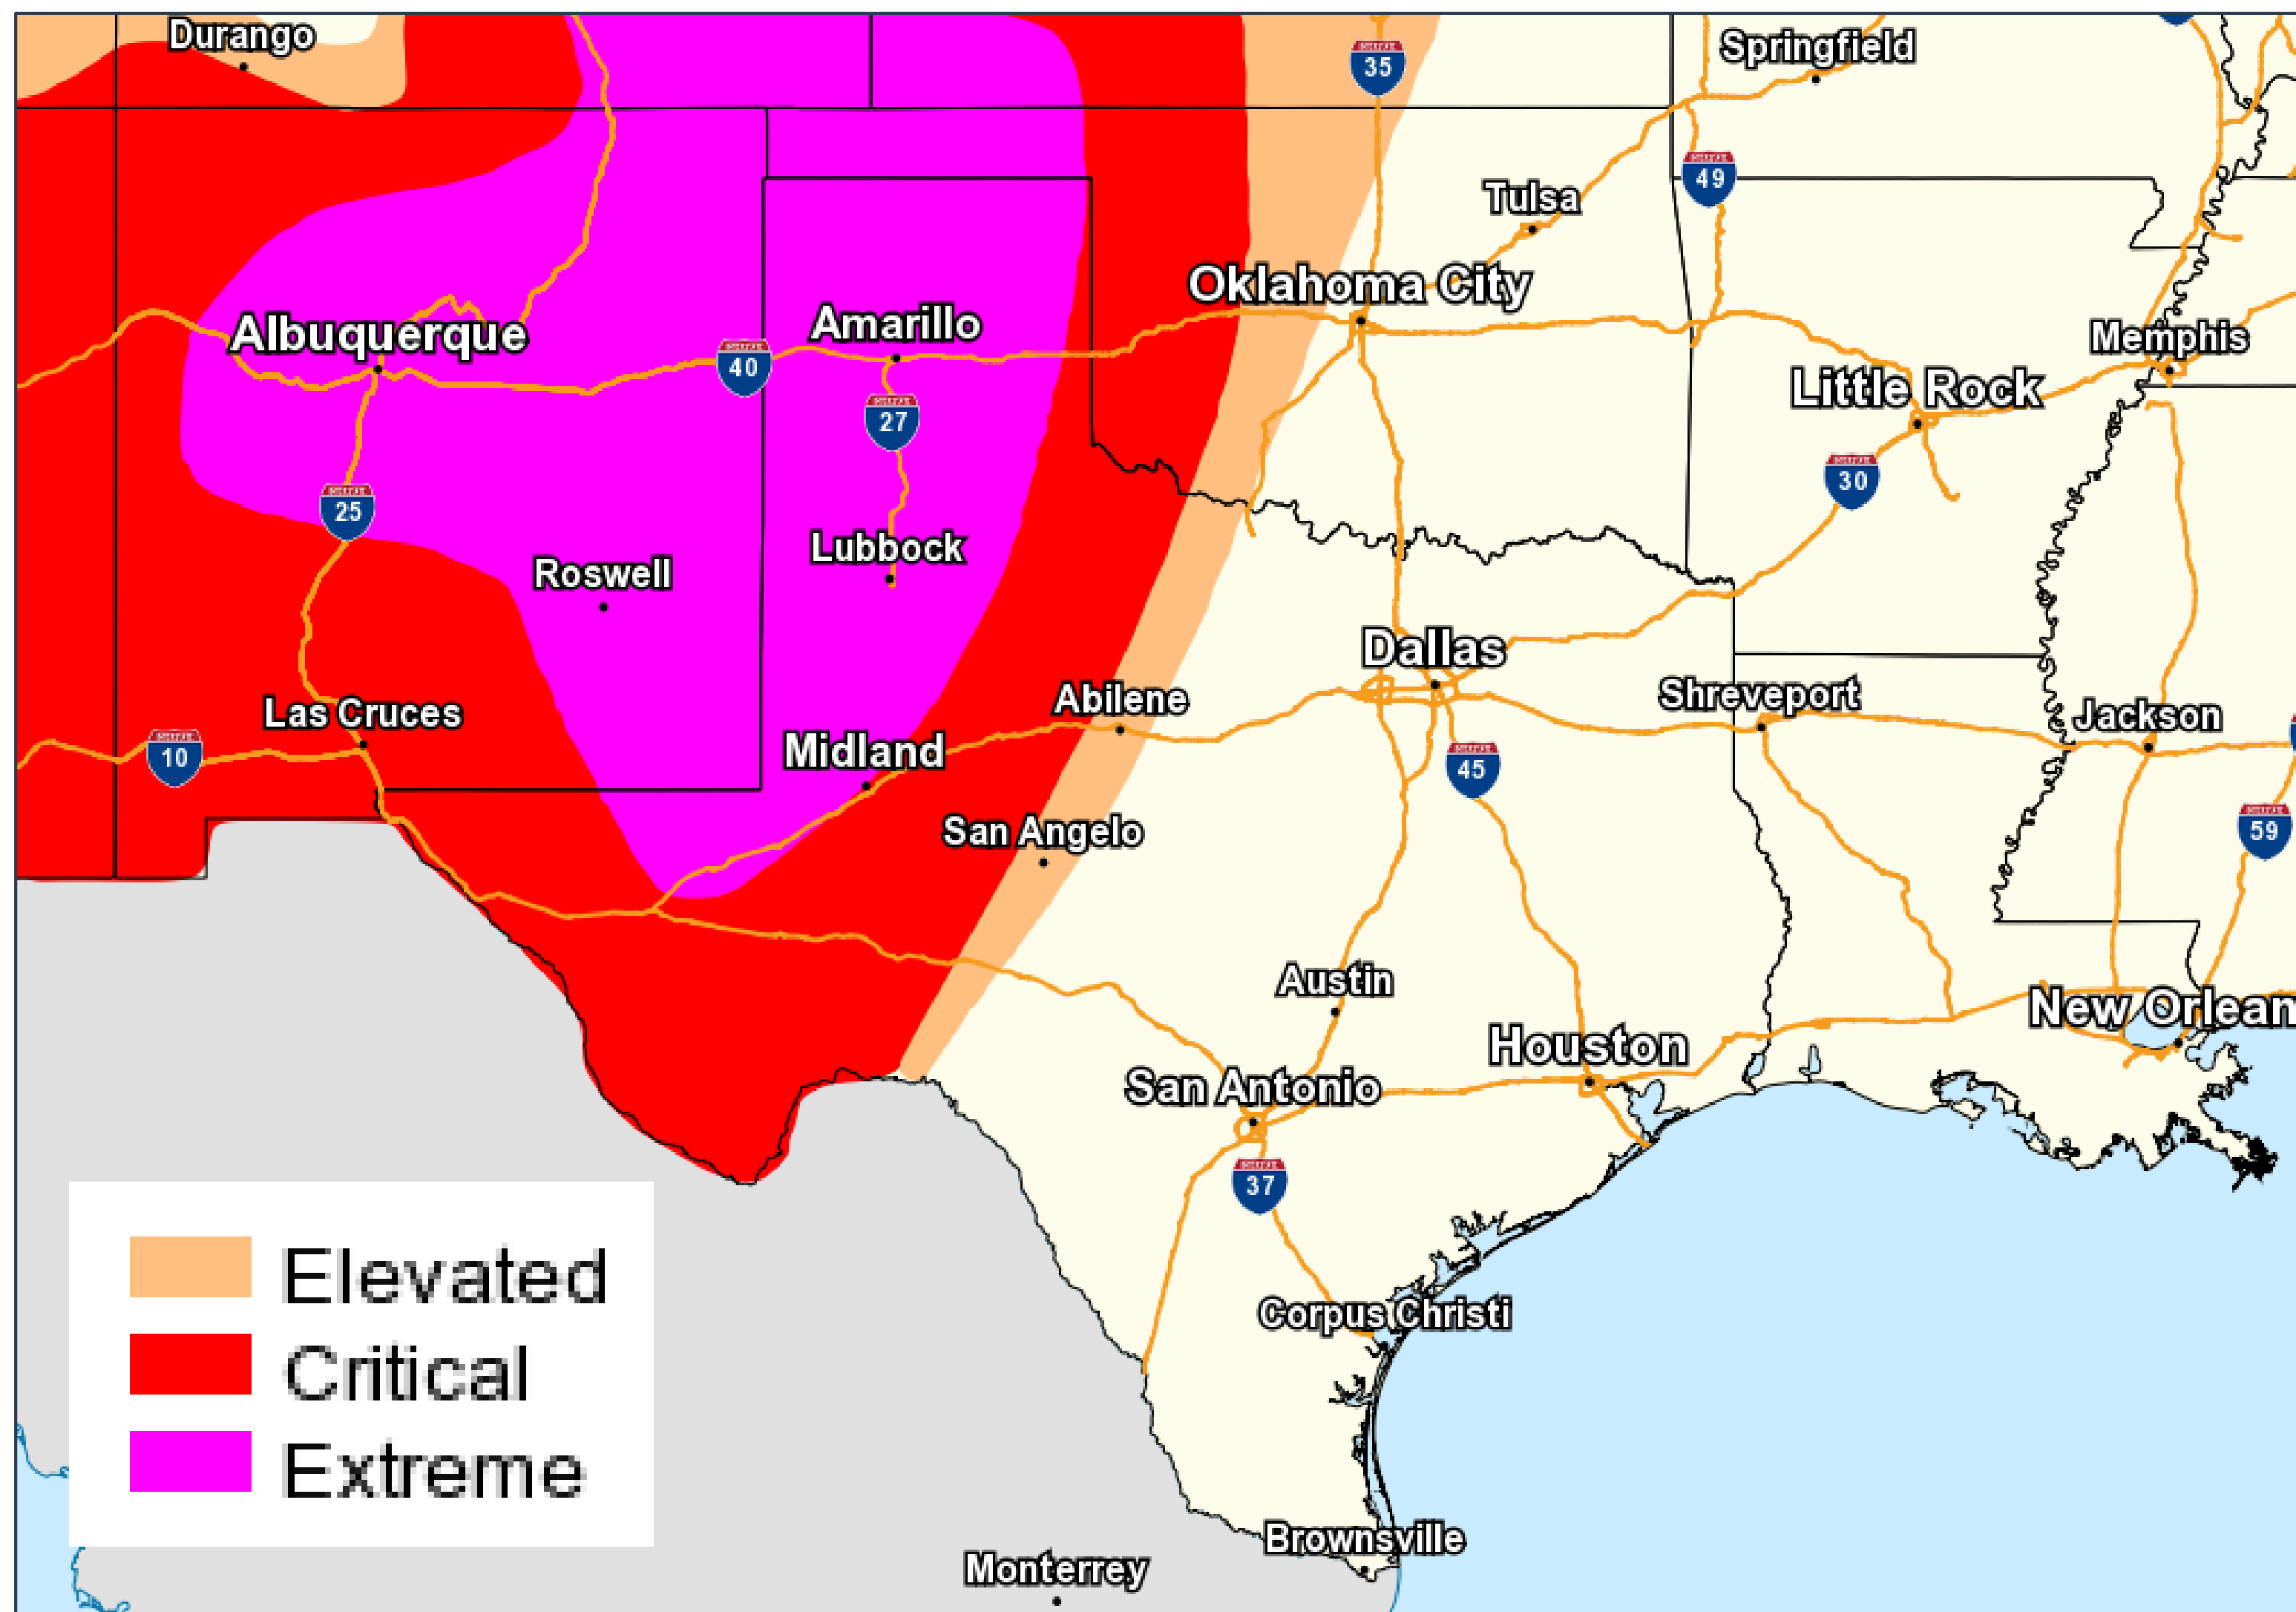 Durango
35
Springfield
49
Tulsa
Oklahoma City
Albuquerque
Amarillo
40
27
Memphis
Little Rock
30
25
Lubbock
Roswell
Dallas
Las Cruces
Abilene
Shreveport
Jackson
10
Midland
45
San Angelo
59
Austin
New Orlean
Houston
San Antonio
37
Elevated
Critical
Extreme
Corpus Christi
Brownsville
Monterrey